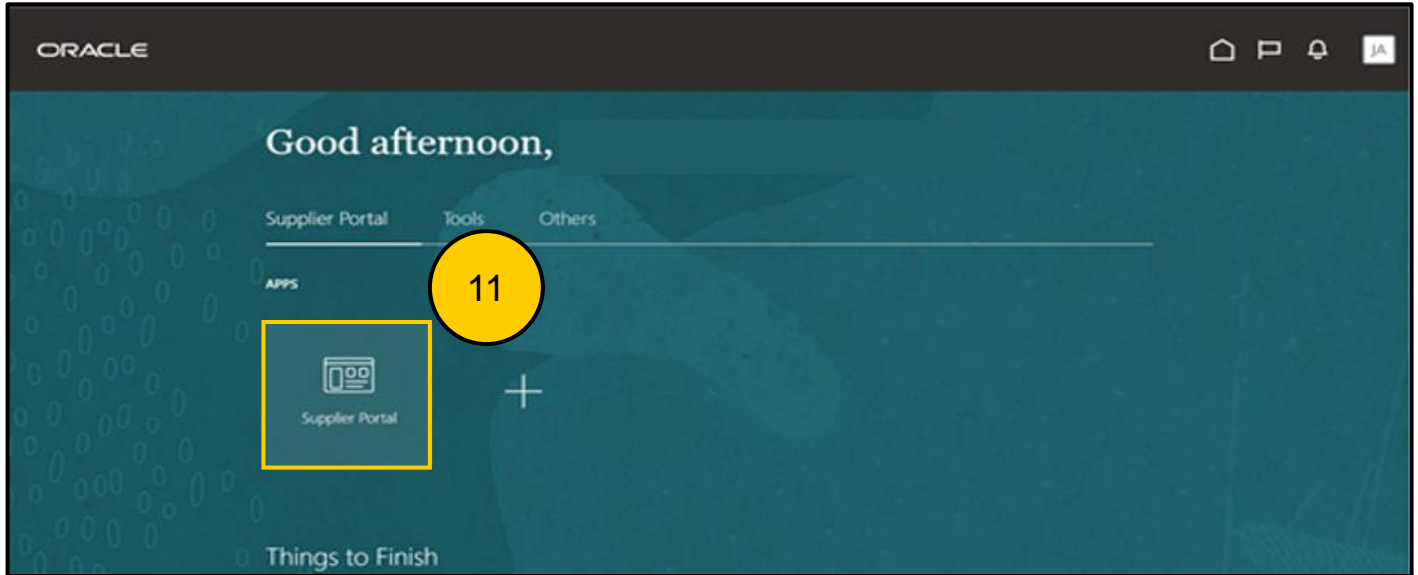 ORACLE
JA
Good afternoon,
Supplier Portal Tools Others
APPS
11
Supplier Portal
Things to Finish